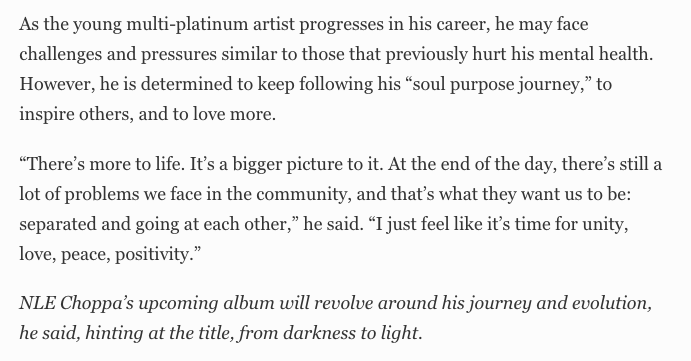 As the young multi-platinum artist progresses in his career, he may face
challenges and pressures similar to those that previously hurt his mental health.
However, he is determined to keep following his “soul purpose journey,” to
inspire others, and to love more.
“There’s more to life. It’s a bigger picture to it. At the end of the day, there’s still a
lot of problems we face in the community, and that’s what they want us to be:
separated and going at each other,” he said. “I just feel like it’s time for unity,
love, peace, positivity.”
NLE Choppa’s upcoming album will revolve around his journey and evolution,
he said, hinting at the title, from darkness to light.